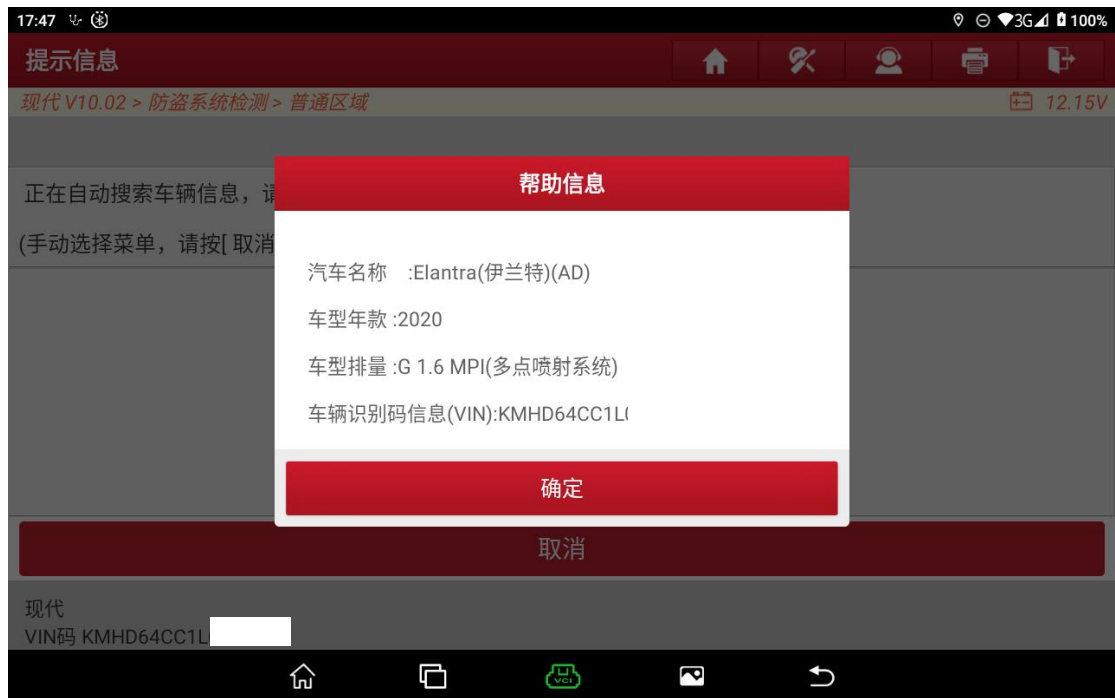 17:47
3G 100%
提示信息
现代 V10.02 > 防盗系统检测 > 普通区域
12.15V
正在自动搜索车辆信息，请
(手动选择菜单，请按[ 取消
帮助信息
汽车名称 :Elantra(伊兰特)(AD)
车型年款 :2020
车型排量 :G 1.6 MPI(多点喷射系统)
车辆识别码信息(VIN):KMHD64CC1L
确定
取消
现代
VIN码 KMHD64CC1L
VCI